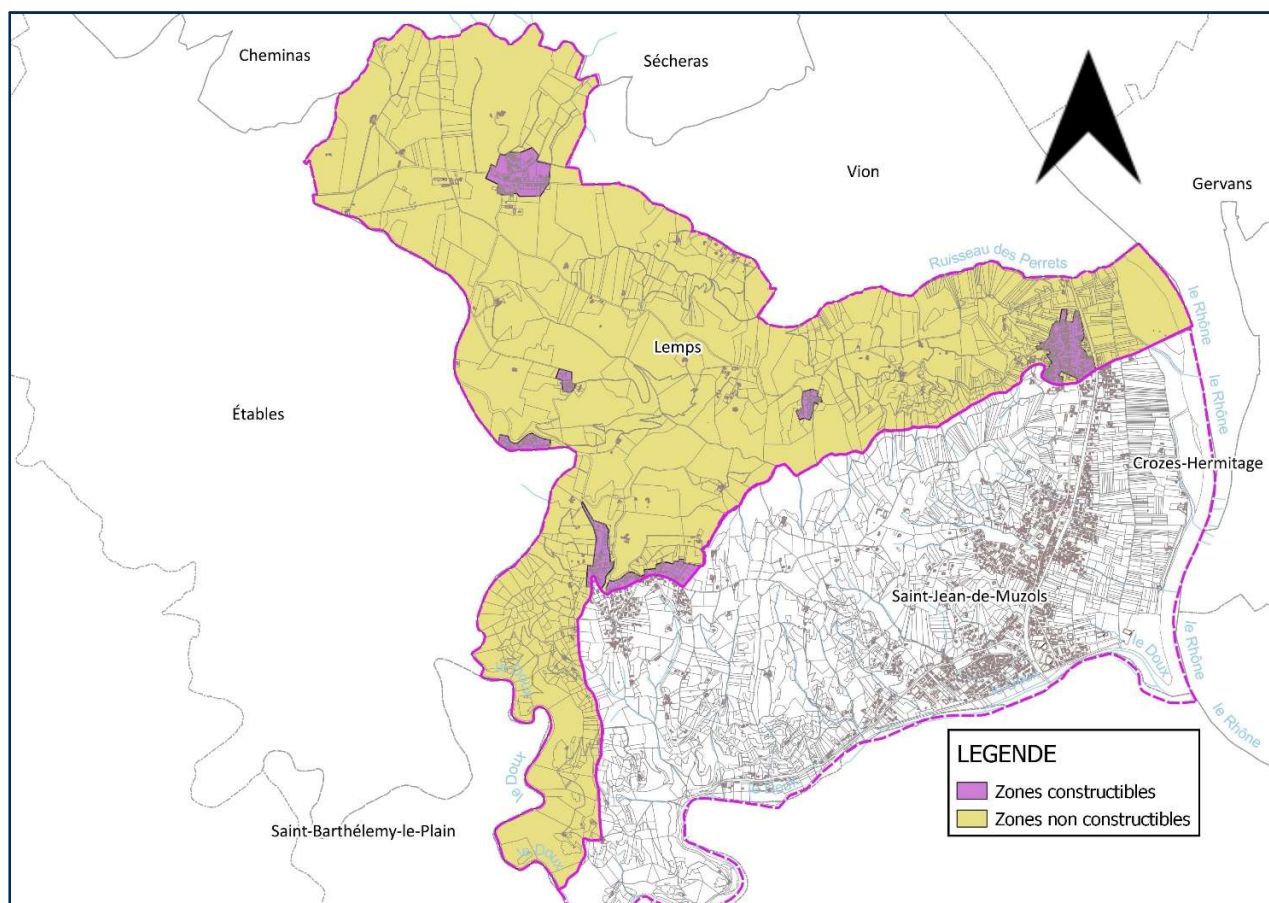 Cheminas
Sécheras
Vion
Gervans
Ruisseau des Perrets
le Rhône
Lemps
le Rhône
Étables
Crozes-Hermitage
Saint-Jean-de-Muzols
le Doux
le Rhône
le Doux
le Rhône
LEGENDE
Zones constructibles
Zones non constructibles
Saint-Barthélemy-le-Plain
le Doux